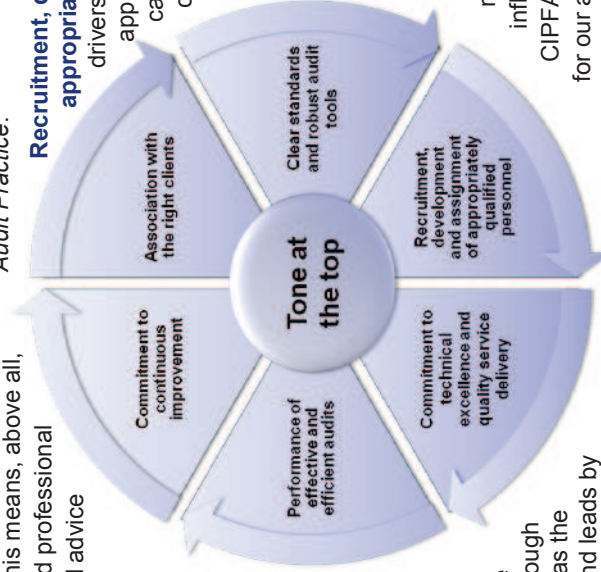 his means, above all,
d professional
l advice
ough
as the
nd leads by
Audit Practice.
Recruitment, d
appropria
drivers
app
ca
infl
CIPFA
for our a
Tone at
the top
Association with
the right clients
Clear standards
and robust audit
tools
Recruitment,
development
and assignment
of appropriately
qualified
personnel
Commitment to
technical
excellence and
quality service
delivery
Performance of
effective and
efficient audits
Commitment to
continuous
improvement